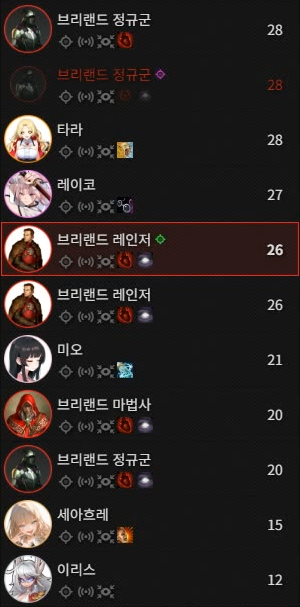 브리랜드 정규군
28
브리랜드 정규군
28
타라
28
레이코
27
브리랜드 레인저
26
브리랜드 레인저
26
미오
21
브리랜드 마법사
20
브리랜드 정규군
20
세아흐레
15
이리스
12